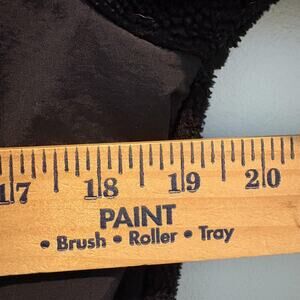 17 18 19 20
PAINT
• Brush • Roller • Tray